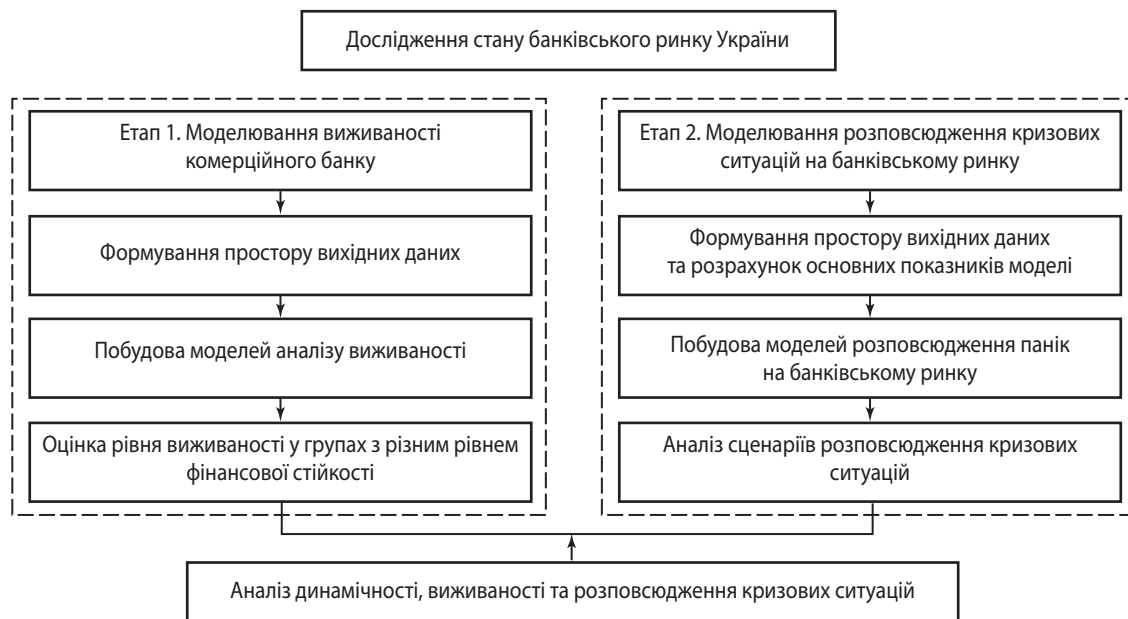 Дослідження стану банківського ринку України
Етап 1. Моделювання виживаності
комерційного банку
Формування простору вихідних даних
Побудова моделей аналізу виживаності
Оцінка рівня виживаності у групах з різним рівнем
фінансової стійкості
Етап 2. Моделювання розповсюдження кризових
ситуацій на банківському ринку
Формування простору вихідних даних
та розрахунок основних показників моделі
Побудова моделей розповсюдження панік
на банківському ринку
Аналіз сценаріїв розповсюдження кризових
ситуацій
Аналіз динамічності, виживаності та розповсюдження кризових ситуацій